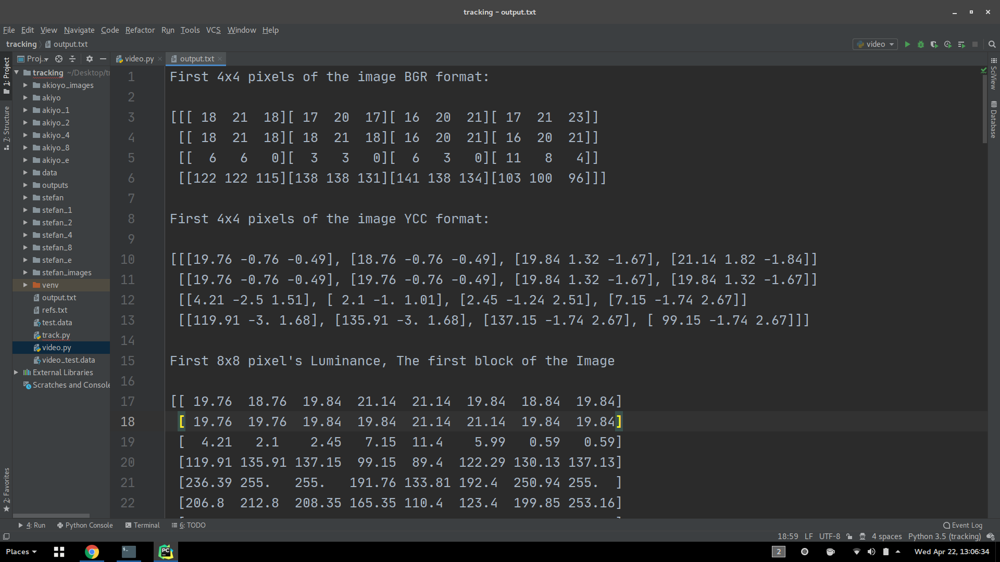 tracking – output.txt
File Edit View Navigate Code Refactor Run Tools VCS Window Help
tracking output.txt video
Proj.. video.py output.txt
1: Project
7: Structure
2: Favorites
SciView
Database
tracking ~/Desktop/tr
akioyo_images
akiyo
akiyo_1
akiyo_2
akiyo_4
akiyo_8
akiyo_e
data
outputs
stefan
stefan_1
stefan_2
stefan_4
stefan_8
stefan_e
stefan_images
venv
output.txt
refs.txt
test.data
track.py
video.py
video_test.data
External Libraries
Scratches and Console
1 First 4x4 pixels of the image BGR format:
2
3 [[[ 18 21 18][ 17 20 17][ 16 20 21][ 17 21 23]]
4 [[ 18 21 18][ 18 21 18][ 16 20 21][ 16 20 21]]
5 [[ 6 6 0][ 3 3 0][ 6 3 0][ 11 8 4]]
6 [[122 122 115][138 138 131][141 138 134][103 100 96]]]
7
8 First 4x4 pixels of the image YCC format:
9
10 [[[19.76 -0.76 -0.49], [18.76 -0.76 -0.49], [19.84 1.32 -1.67], [21.14 1.82 -1.84]]
11 [[19.76 -0.76 -0.49], [19.76 -0.76 -0.49], [19.84 1.32 -1.67], [19.84 1.32 -1.67]]
12 [[4.21 -2.5 1.51], [ 2.1 -1. 1.01], [2.45 -1.24 2.51], [7.15 -1.74 2.67]]
13 [[119.91 -3. 1.68], [135.91 -3. 1.68], [137.15 -1.74 2.67], [ 99.15 -1.74 2.67]]]
14
15 First 8x8 pixel's Luminance, The first block of the Image
16
17 [[ 19.76 18.76 19.84 21.14 21.14 19.84 18.84 19.84]
18 [ 19.76 19.76 19.84 19.84 21.14 21.14 19.84 19.84]
19 [ 4.21 2.1 2.45 7.15 11.4 5.99 0.59 0.59]
20 [119.91 135.91 137.15 99.15 89.4 122.29 130.13 137.13]
21 [236.39 255. 255. 191.76 133.81 192.4 250.94 255. ]
22 [206.8 212.8 208.35 165.35 110.4 123.4 199.85 253.16]
4: Run Python Console Terminal 6: TODO Event Log
18:59 LF UTF-8 4 spaces Python 3.5 (tracking)
Places PC 2 Wed Apr 22, 13:06:34